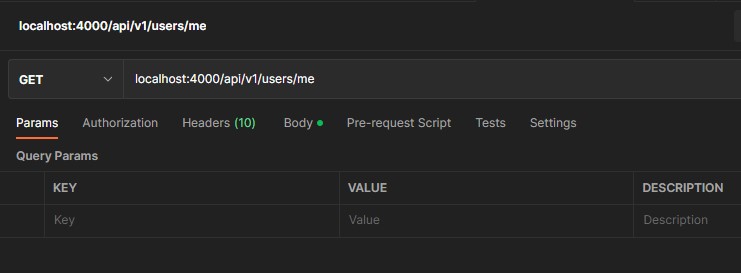 localhost:4000/api/v1/users/me
GET localhost:4000/api/v1/users/me
Params Authorization Headers (10) Body Pre-request Script Tests Settings
Query Params
KEY VALUE DESCRIPTION
Key Value Description